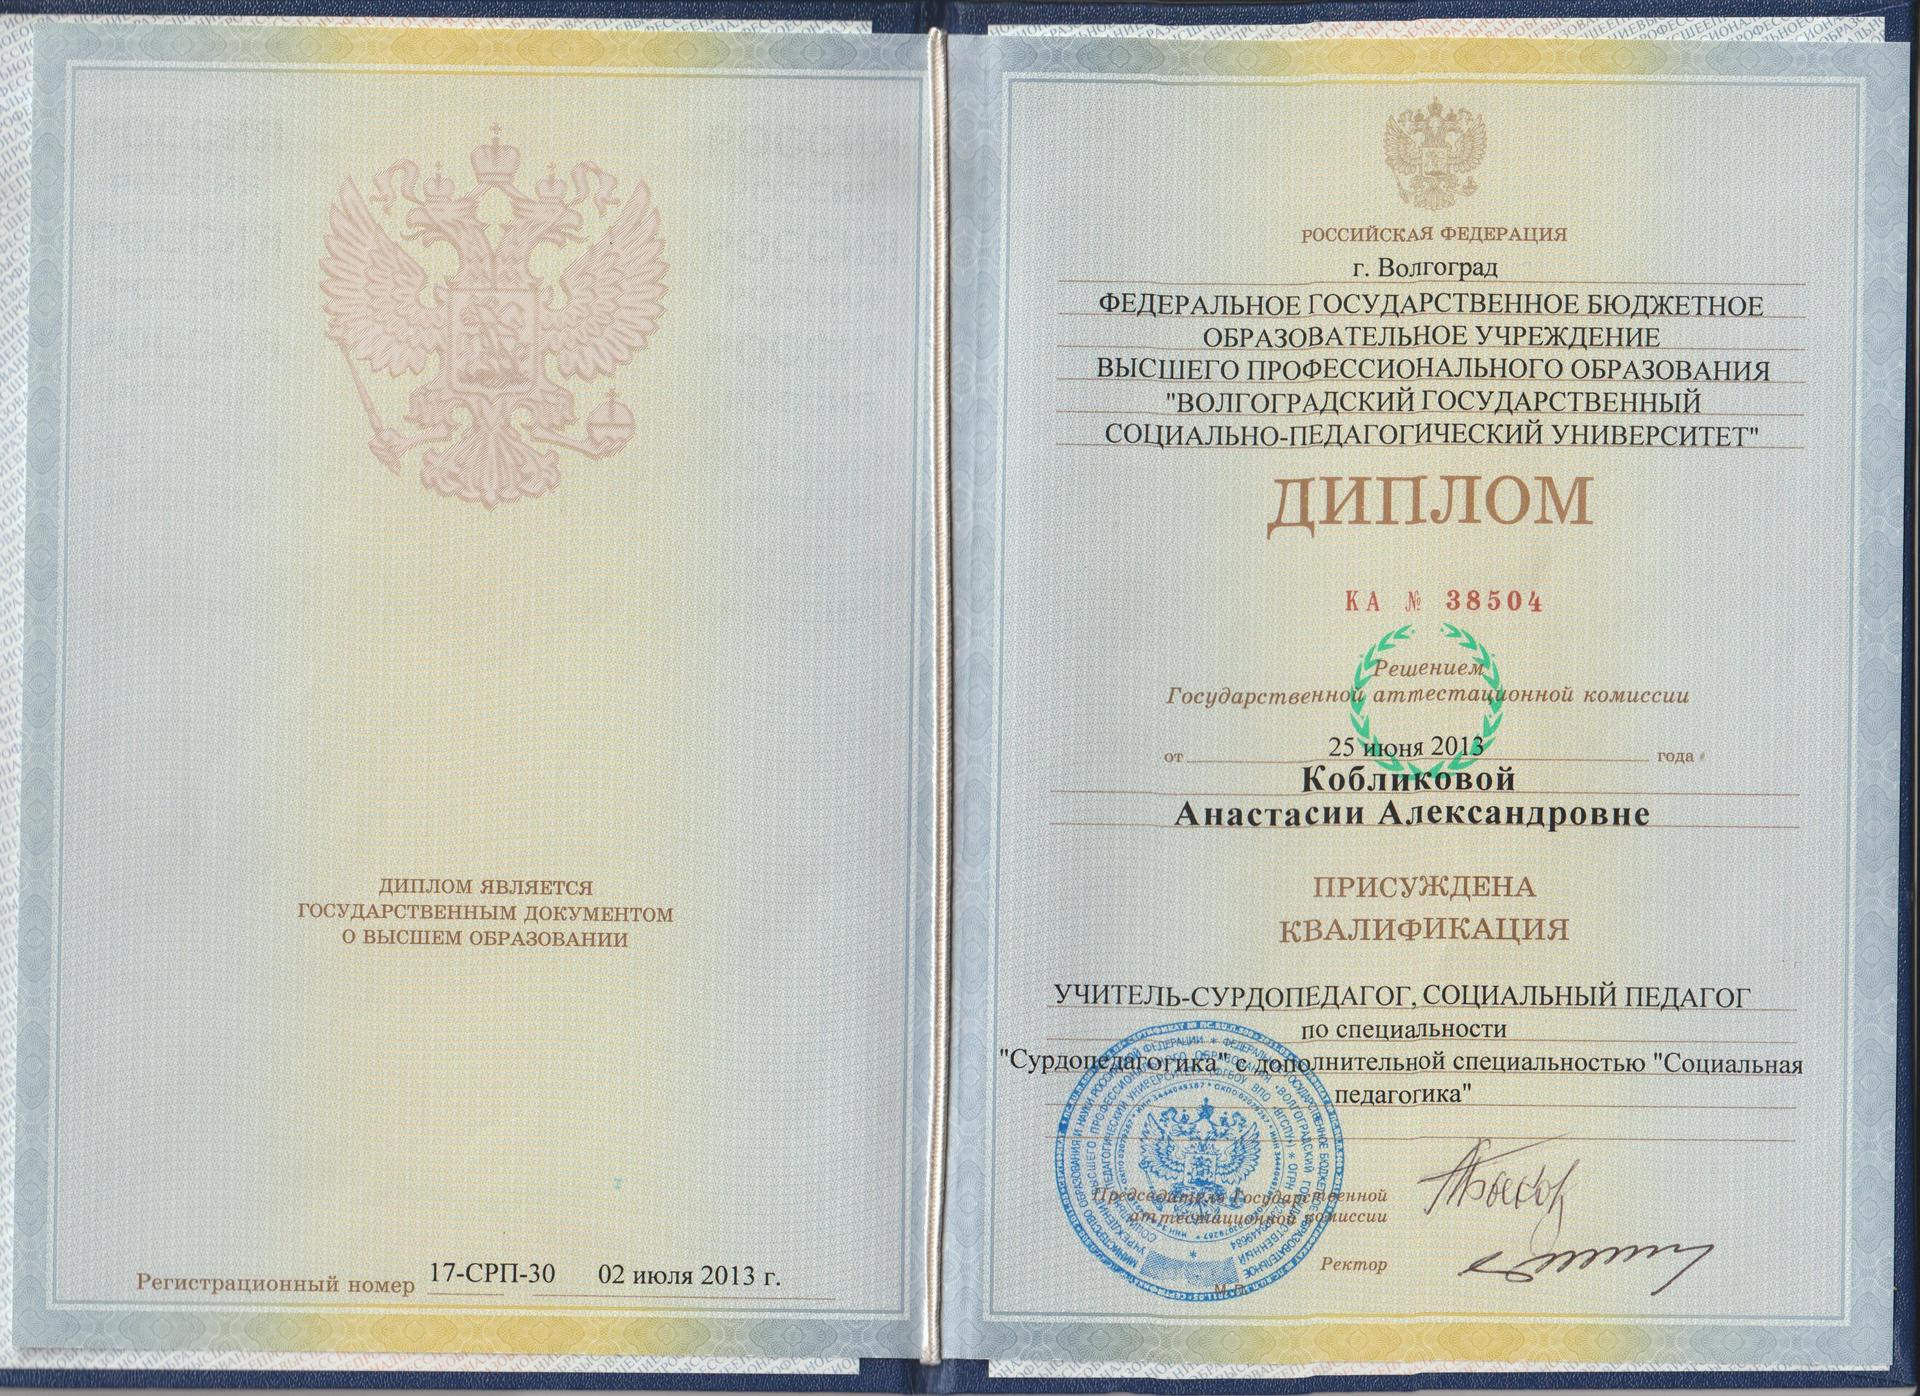 ДИПЛОМ ЯВЛЯЕТСЯ
ГОСУДАРСТВЕННЫМ ДОКУМЕНТОМ
О ВЫСШЕМ ОБРАЗОВАНИИ
Регистрационный номер 17-СРП-30 02 июля 2013 г.
РОССИЙСКАЯ ФЕДЕРАЦИЯ
г. Волгоград
ФЕДЕРАЛЬНОЕ ГОСУДАРСТВЕННОЕ БЮДЖЕТНОЕ
ОБРАЗОВАТЕЛЬНОЕ УЧРЕЖДЕНИЕ
ВЫСШЕГО ПРОФЕССИОНАЛЬНОГО ОБРАЗОВАНИЯ
"ВОЛГОГРАДСКИЙ ГОСУДАРСТВЕННЫЙ
СОЦИАЛЬНО-ПЕДАГОГИЧЕСКИЙ УНИВЕРСИТЕТ"
ДИПЛОМ
КА № 38504
Решением
Государственной аттестационной комиссии
от 25 июня 2013 года
Кобликовой
Анастасии Александровне
ПРИСУЖДЕНА
КВАЛИФИКАЦИЯ
УЧИТЕЛЬ-СУРДОПЕДАГОГ, СОЦИАЛЬНЫЙ ПЕДАГОГ
по специальности
"Сурдопедагогика" с дополнительной специальностью "Социальная
педагогика"
Председатель Государственной
аттестационной комиссии
Ректор
М.П.